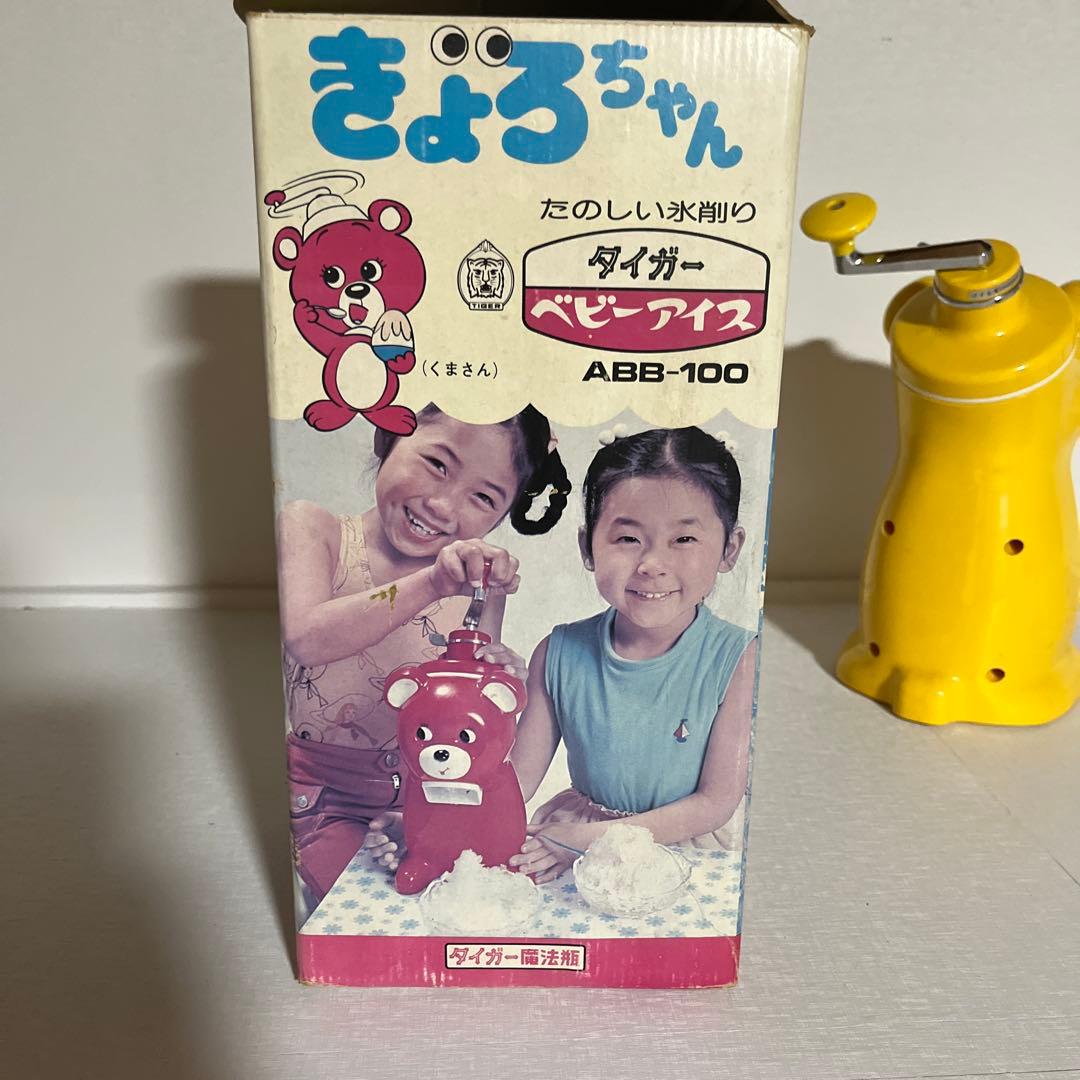 きょろちゃん
たのしい氷削り
TIGER
タイガー
ベビーアイス
(くまさん)
ABB-100
タイガー魔法瓶